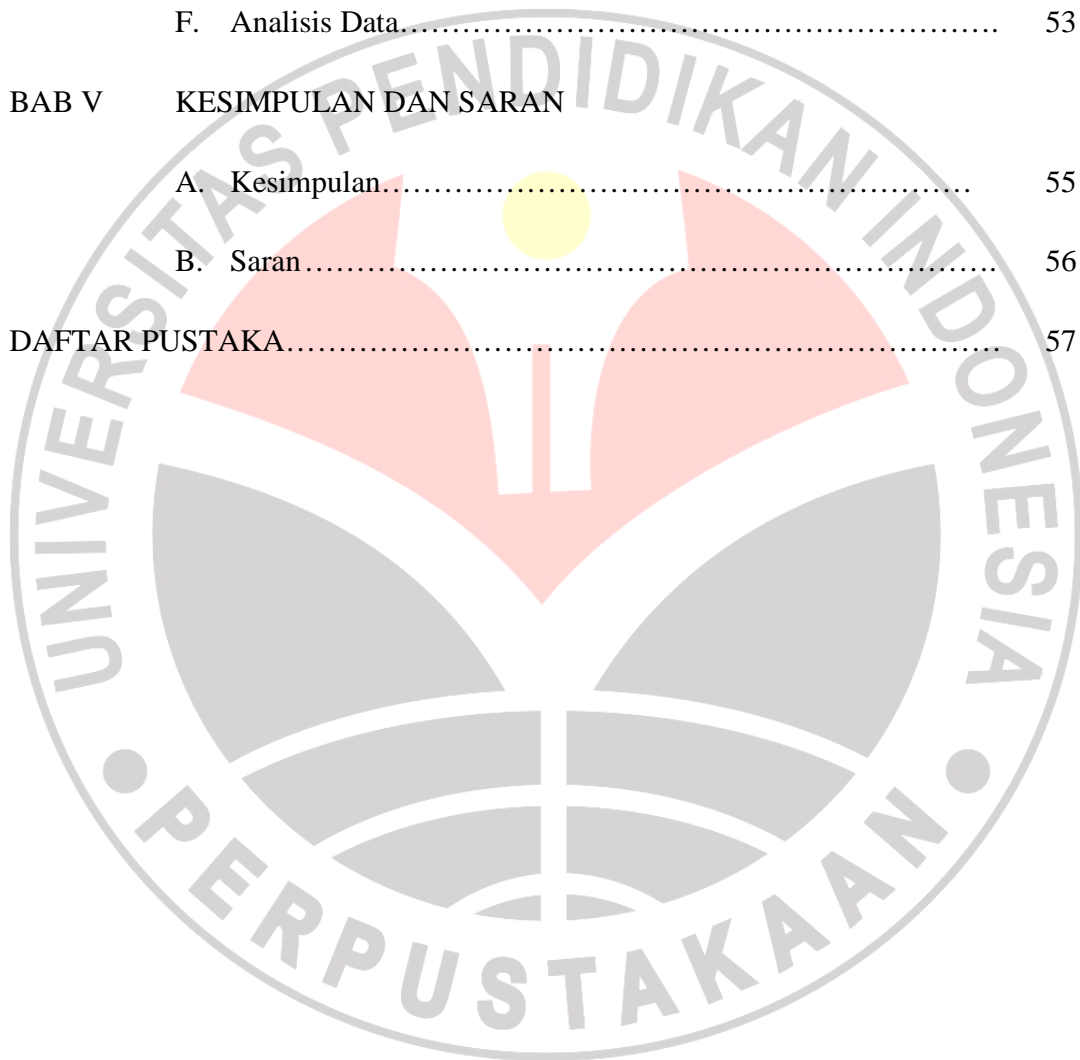 F. Analisis Data…………………………………………………. 53
BAB V KESIMPULAN DAN SARAN
A. Kesimpulan………………………………………………… 55
B. Saran…………………………………………………………. 56
DAFTAR PUSTAKA……………………………………………………………. 57
UNIVERSITAS PENDIDIKAN INDONESIA
PERPUSTAKAAN